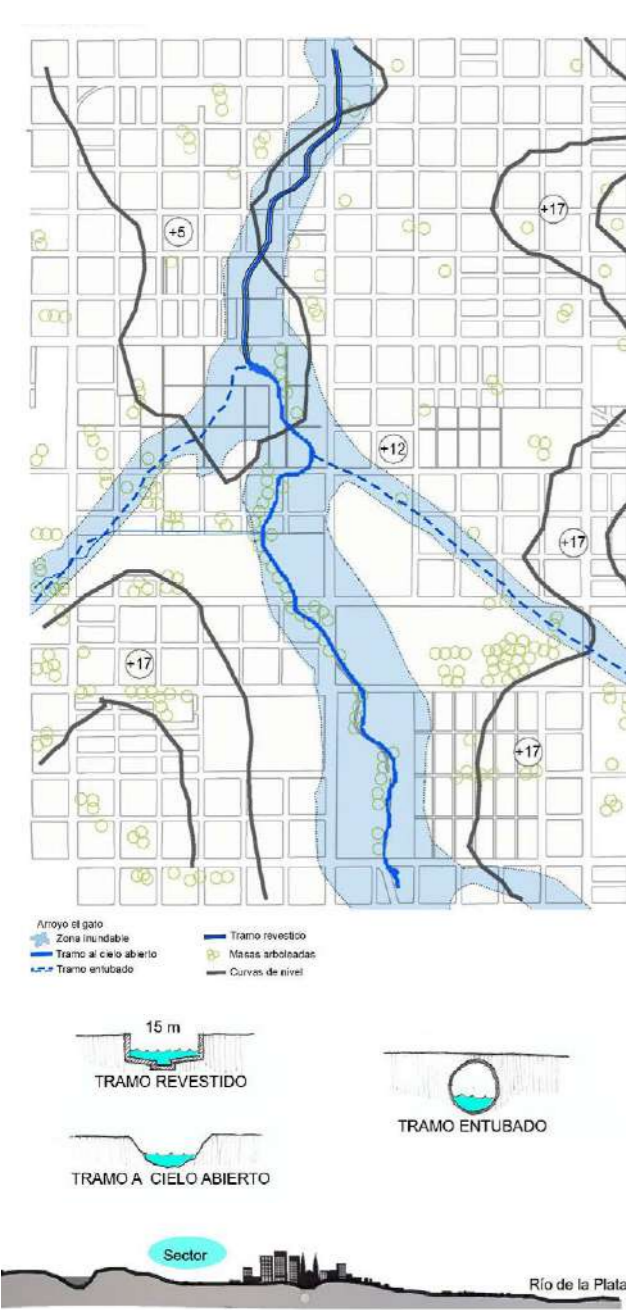 +17
+5
+12
+17
+17
+17
Arroyo el gato
Zona inundable
Tramo al cielo abierto
Tramo entubado
Tramo revestido
Masas arboleadas
Curvas de nivel
15 m
TRAMO REVESTIDO
TRAMO ENTUBADO
TRAMO A CIELO ABIERTO
Sector
Río de la Plata